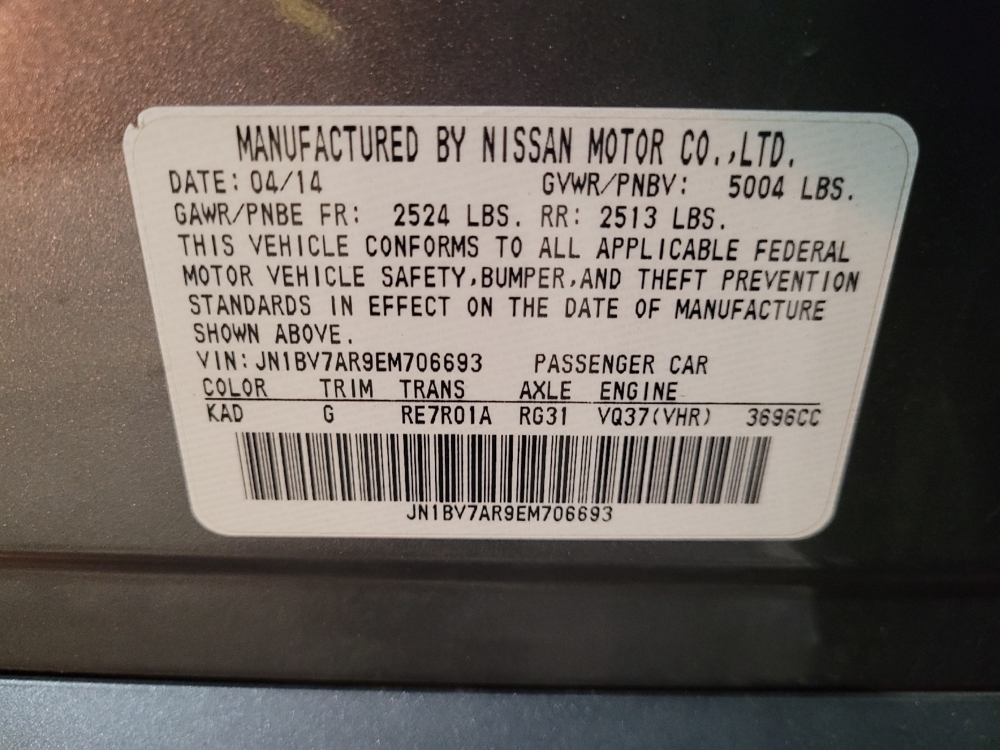 MANUFACTURED BY NISSAN MOTOR CO.,LTD.
DATE: 04/14 GVWR/PNBV: 5004 LBS.
GAWR/PNBE FR: 2524 LBS. RR: 2513 LBS.
THIS VEHICLE CONFORMS TO ALL APPLICABLE FEDERAL
MOTOR VEHICLE SAFETY,BUMPER,AND THEFT PREVENTION
STANDARDS IN EFFECT ON THE DATE OF MANUFACTURE
SHOWN ABOVE.
VIN: JN1BV7AR9EM706693 PASSENGER CAR
COLOR TRIM TRANS AXLE ENGINE
KAD G RE7R01A RG31 VQ37(VHR) 3696CC
JN1BV7AR9EM706693